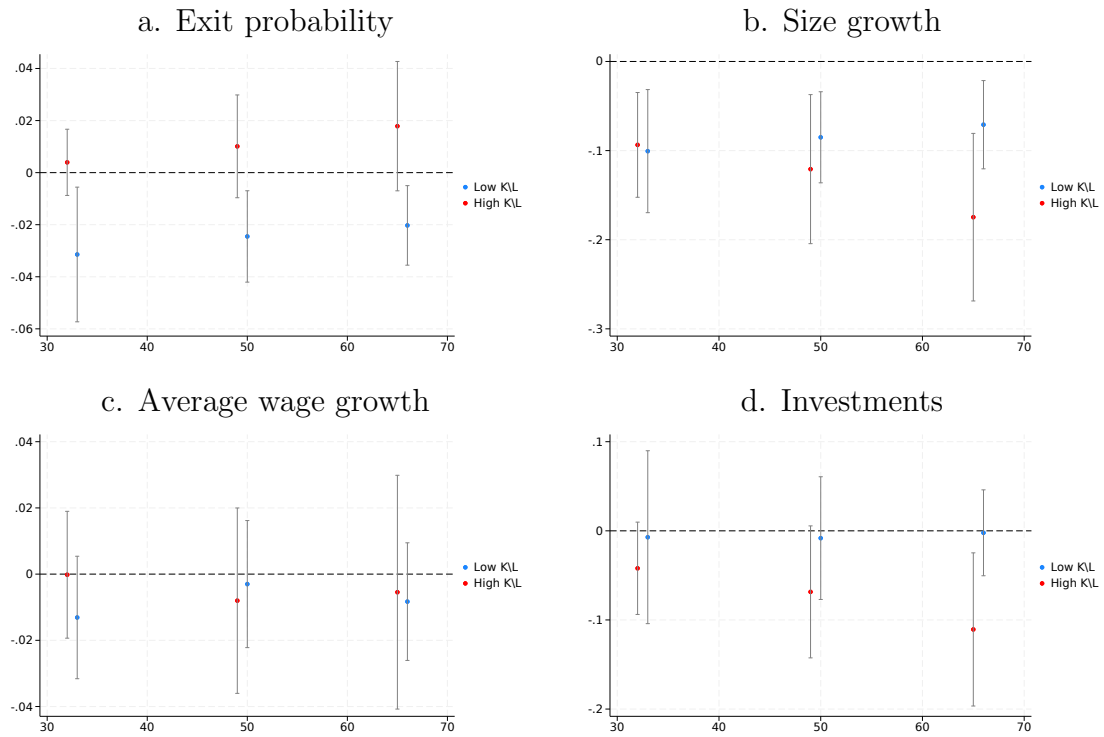 a. Exit probability
.04
.02
0
-.02
-.04
-.06
30 40 50 60 70
Low K\L
High K\L
b. Size growth
0
-.1
-.2
-.3
30 40 50 60 70
Low K\L
High K\L
c. Average wage growth
.04
.02
0
-.02
-.04
30 40 50 60 70
Low K\L
High K\L
d. Investments
.1
0
-.1
-.2
30 40 50 60 70
Low K\L
High K\L